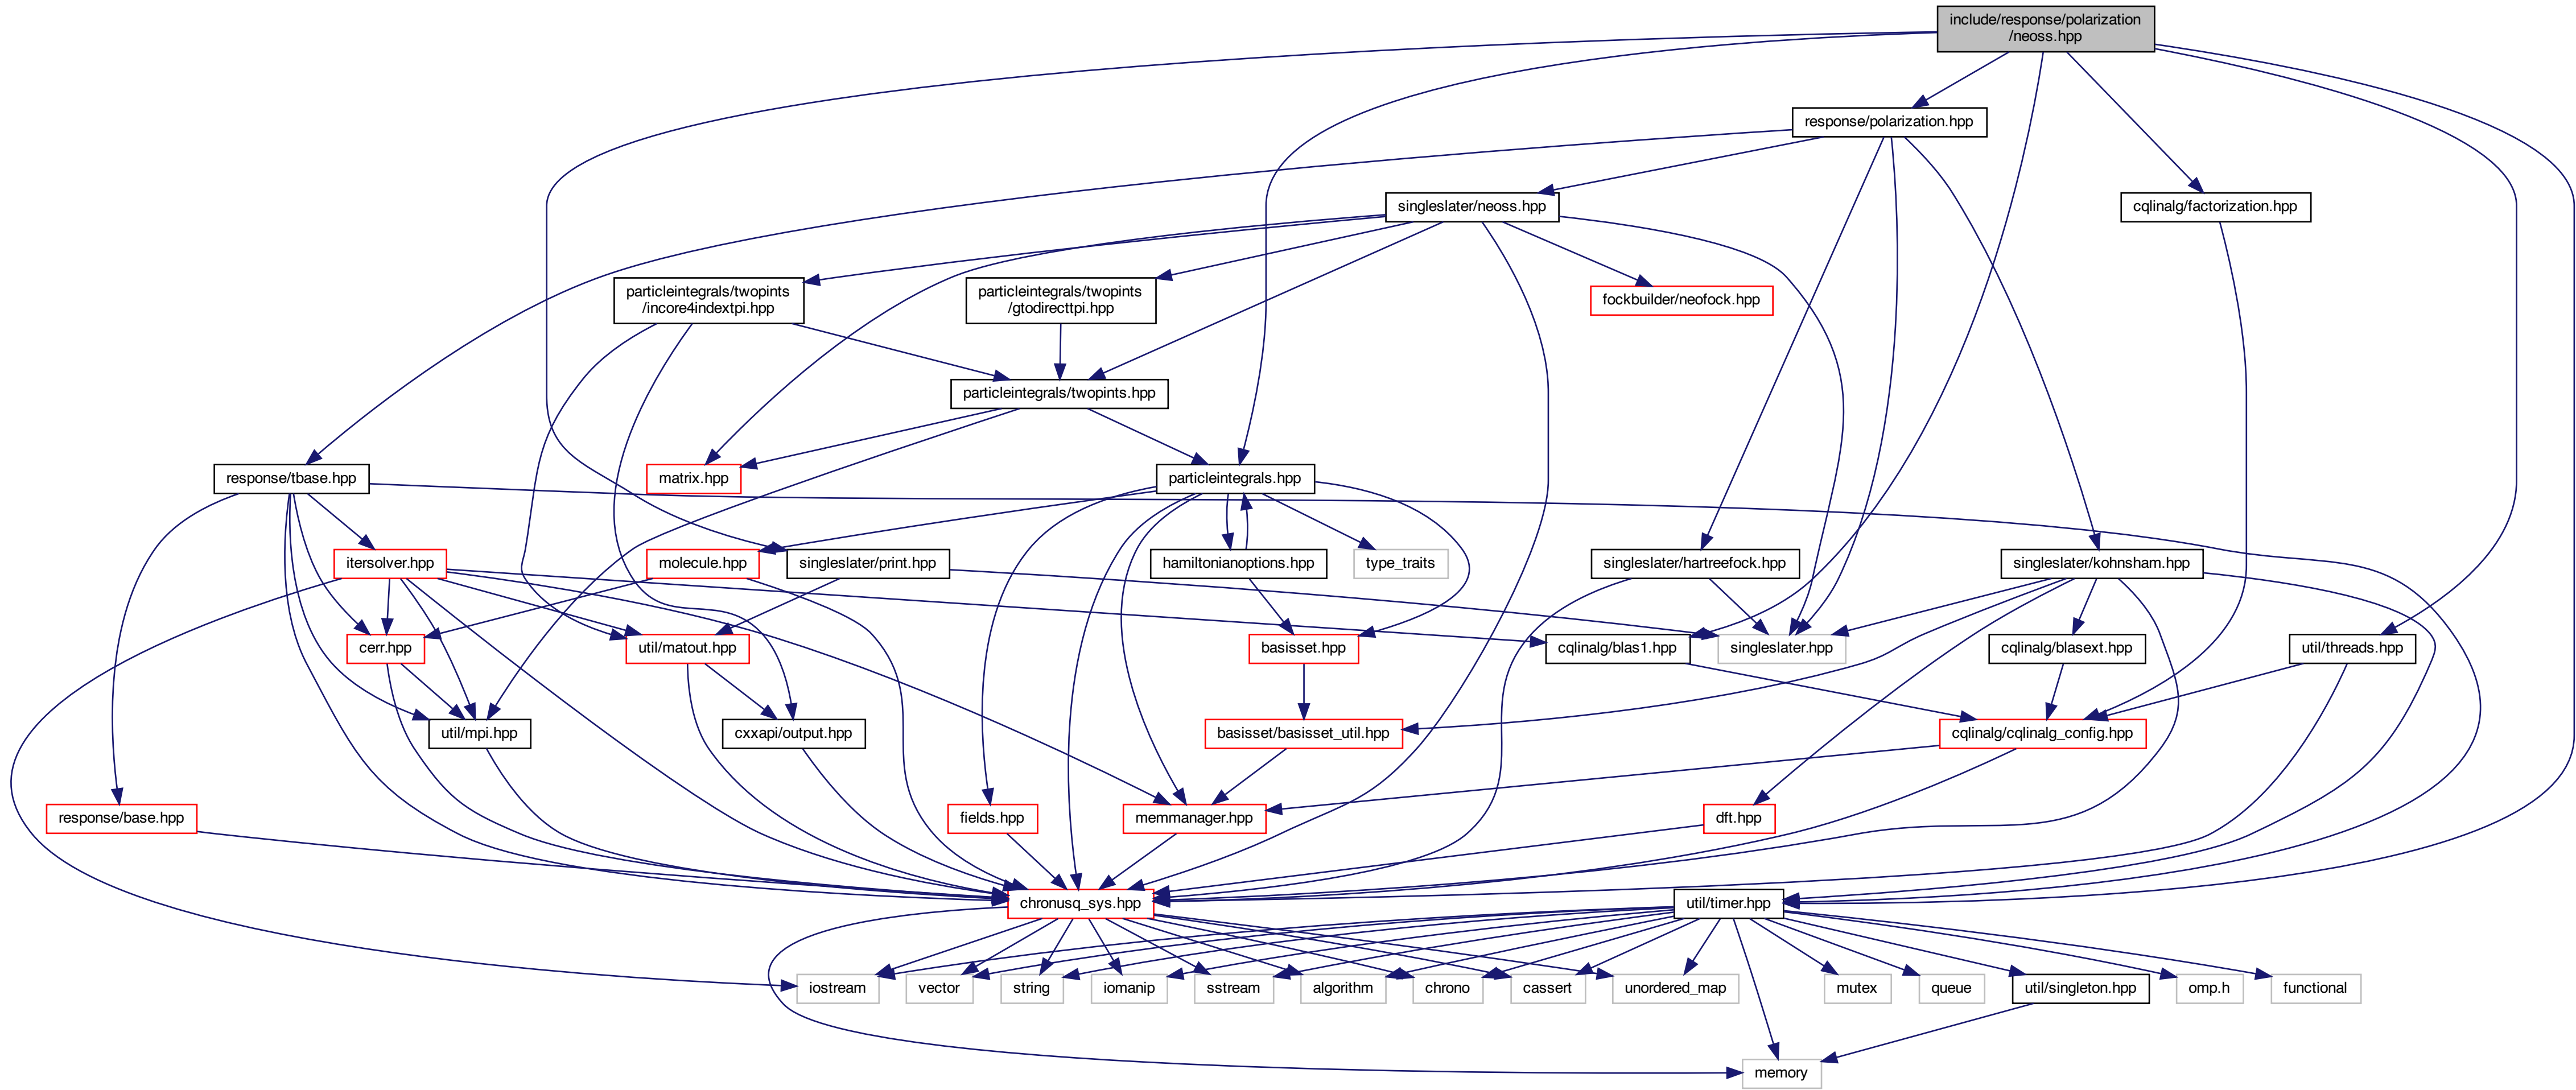 include/response/polarization
/neoss.hpp
response/polarization.hpp
singleslater/neoss.hpp
cqlinalg/factorization.hpp
particleintegrals/twopints
/incore4indextpi.hpp
particleintegrals/twopints
/gtodirecttpi.hpp
fockbuilder/neofock.hpp
particleintegrals/twopints.hpp
response/tbase.hpp
matrix.hpp
particleintegrals.hpp
itersolver.hpp
molecule.hpp
singleslater/print.hpp
hamiltonianoptions.hpp
type_traits
singleslater/hartreefock.hpp
singleslater/kohnsham.hpp
cerr.hpp
util/matout.hpp
basisset.hpp
cqlinalg/blas1.hpp
singleslater.hpp
cqlinalg/blasext.hpp
util/threads.hpp
util/mpi.hpp
cxxapi/output.hpp
basisset/basisset_util.hpp
cqlinalg/cqlinalg_config.hpp
response/base.hpp
fields.hpp
memmanager.hpp
dft.hpp
chronusq_sys.hpp
util/timer.hpp
iostream
vector
string
iomanip
sstream
algorithm
chrono
cassert
unordered_map
mutex
queue
util/singleton.hpp
omp.h
functional
memory